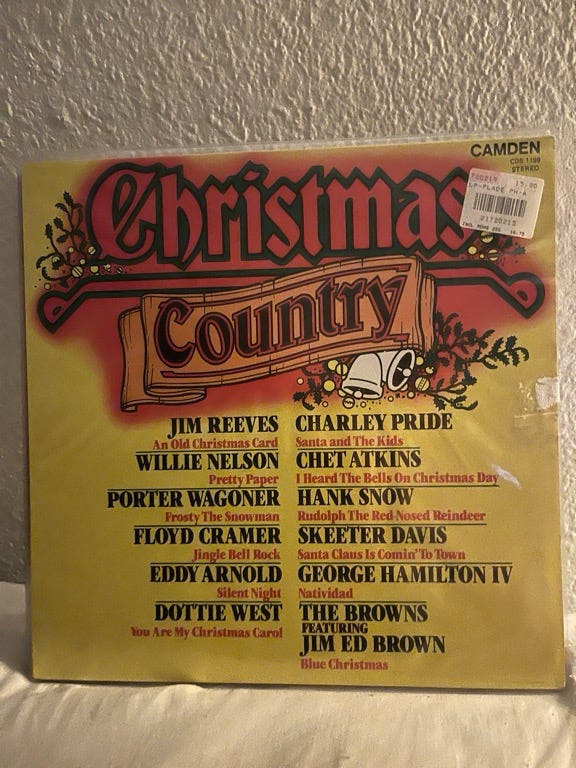 CAMDEN
CDS 1199
STEREO
Christmas
LP-PLADE PH-A
21720213
Country
JIM REEVES
An Old Christmas Card
WILLIE NELSON
Pretty Paper
PORTER WAGONER
Frosty The Snowman
FLOYD CRAMER
Jingle Bell Rock
EDDY ARNOLD
Silent Night
DOTTIE WEST
You Are My Christmas Carol
CHARLEY PRIDE
Santa and The Kids
CHET ATKINS
I Heard The Bells On Christmas Day
HANK SNOW
Rudolph The Red-Nosed Reindeer
SKEETER DAVIS
Santa Claus Is Comin' To Town
GEORGE HAMILTON IV
Natividad
THE BROWNS
FEATURING
JIM ED BROWN
Blue Christmas